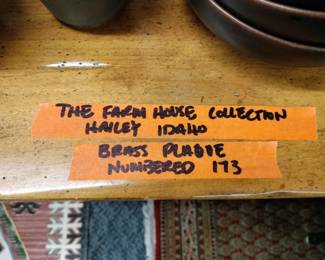 THE FARM HOUSE COLLECTION
HAILEY IDAHO
BRASS PLAQUE
NUMBERED 173